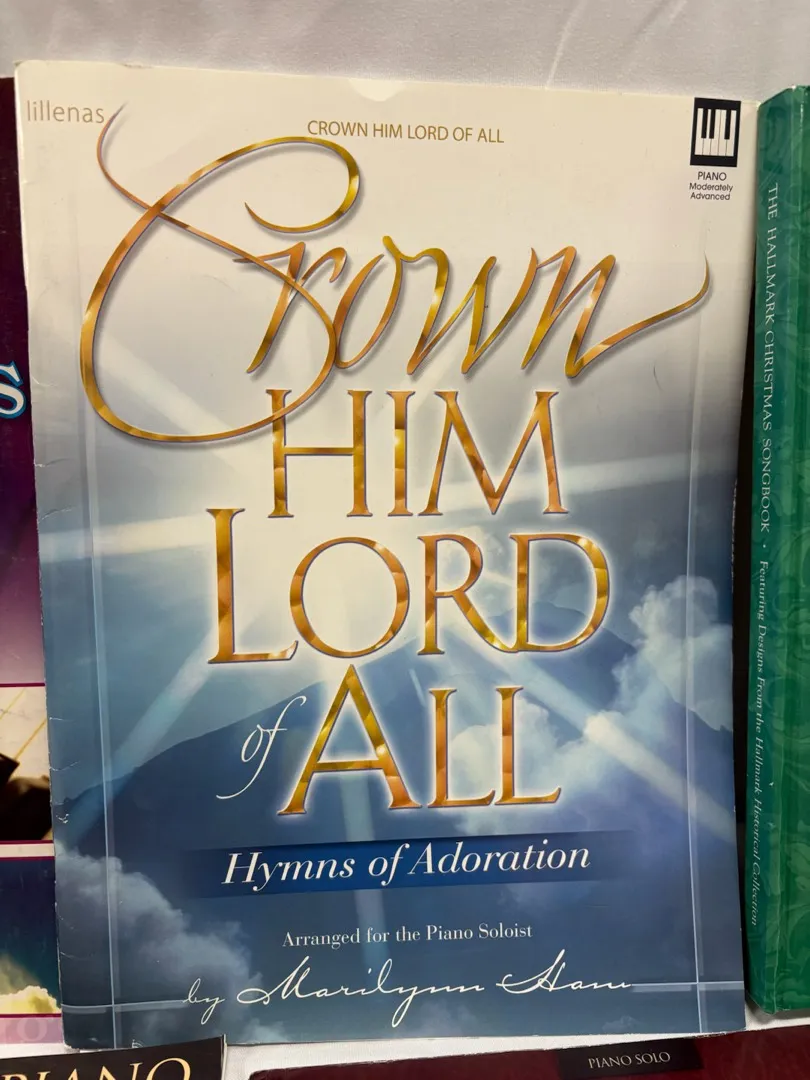 lillenas
CROWN HIM LORD OF ALL
PIANO
Moderately
Advanced
Crown
HIM
LORD
of ALL
Hymns of Adoration
Arranged for the Piano Soloist
by Marilynn Ham
S
THE HALLMARK CHRISTMAS SONGBOOK • Featuring Designs From the Hallmark Historical Collection
PIANO
PIANO SOLO